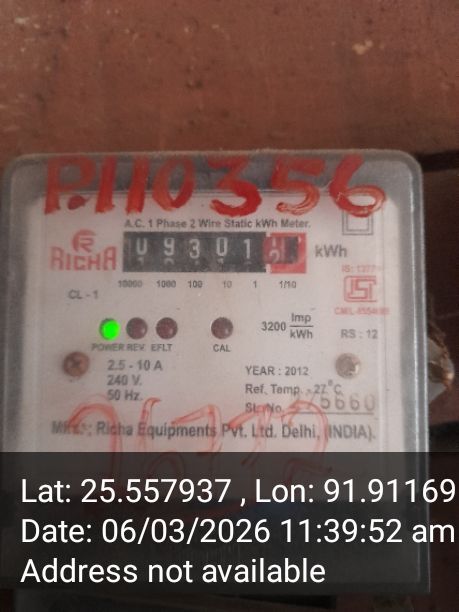 P.110356
A.C. 1 Phase 2 Wire Static kWh Meter.
RICHA
09301
kWh
10000 1000 100 10 1 1/10
CL - 1
3200 Imp/kWh
RS : 12
POWER REV. EFLT CAL
2.5 - 10 A
240 V.
50 Hz.
YEARː 2012
Ref. Temp. - 27°C
Sl. No. 
Mfrs.: Richa Equipments Pvt. Ltd. Delhi, (INDIA).
Lat: 25.557937 , Lon: 91.91169
Date: 06/03/2026 11:39:52 am
Address not available